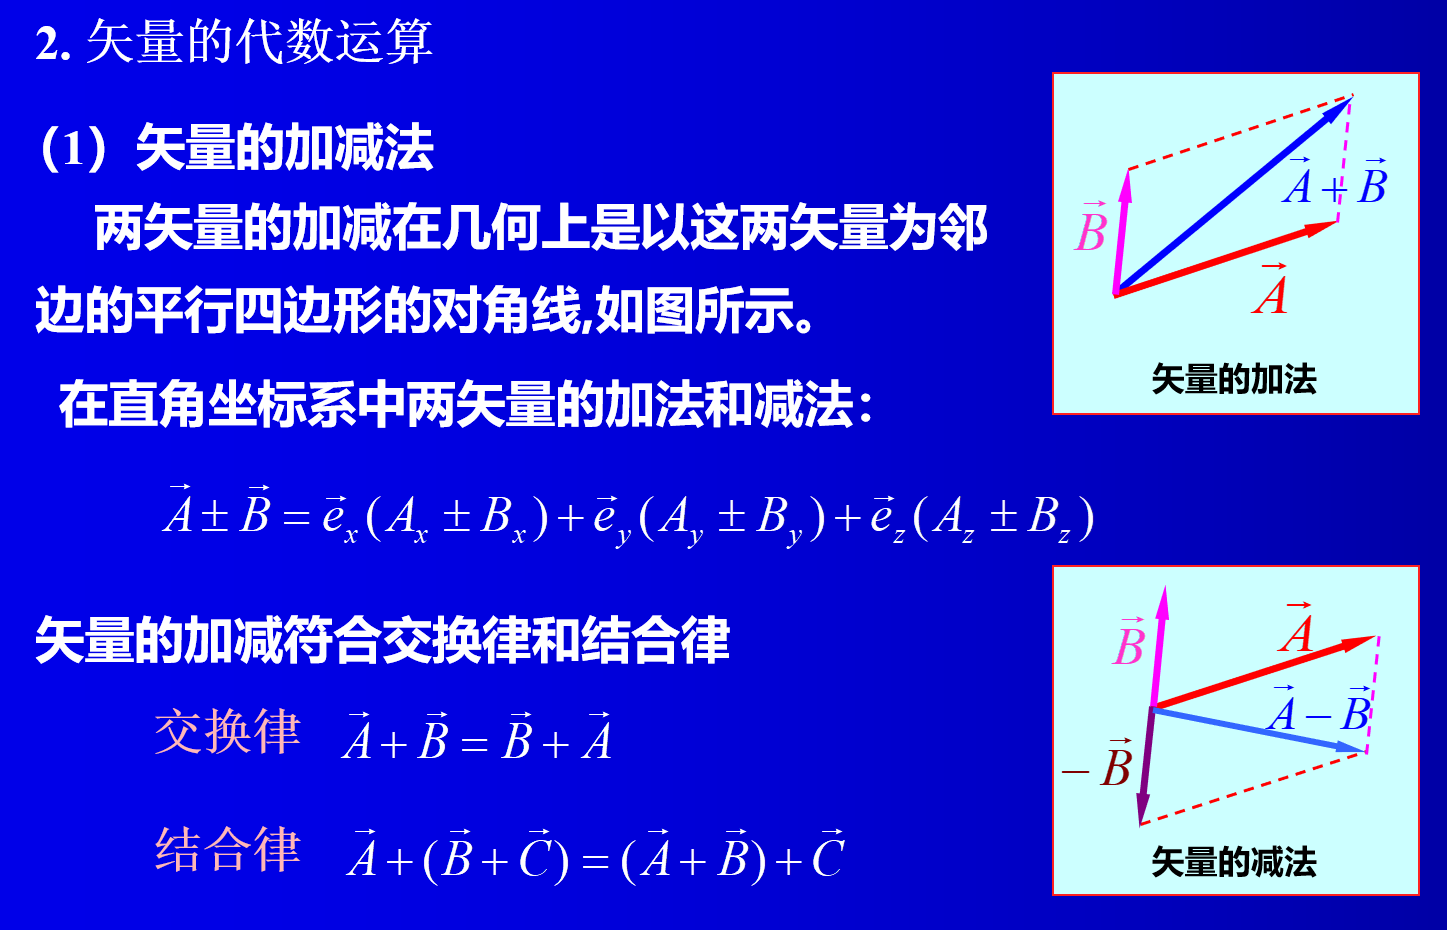 2. 矢量的代数运算
（1）矢量的加减法
两矢量的加减在几何上是以这两矢量为邻
边的平行四边形的对角线,如图所示。
在直角坐标系中两矢量的加法和减法：
$\vec{A} \pm \vec{B} = \vec{e}_x(A_x \pm B_x) + \vec{e}_y(A_y \pm B_y) + \vec{e}_z(A_z \pm B_z)$
矢量的加减符合交换律和结合律
交换律 $\vec{A} + \vec{B} = \vec{B} + \vec{A}$
结合律 $\vec{A} + (\vec{B} + \vec{C}) = (\vec{A} + \vec{B}) + \vec{C}$
$\vec{A} + \vec{B}$
$\vec{B}$
$\vec{A}$
矢量的加法
$\vec{B}$
$\vec{A}$
$\vec{A} - \vec{B}$
$-\vec{B}$
矢量的减法